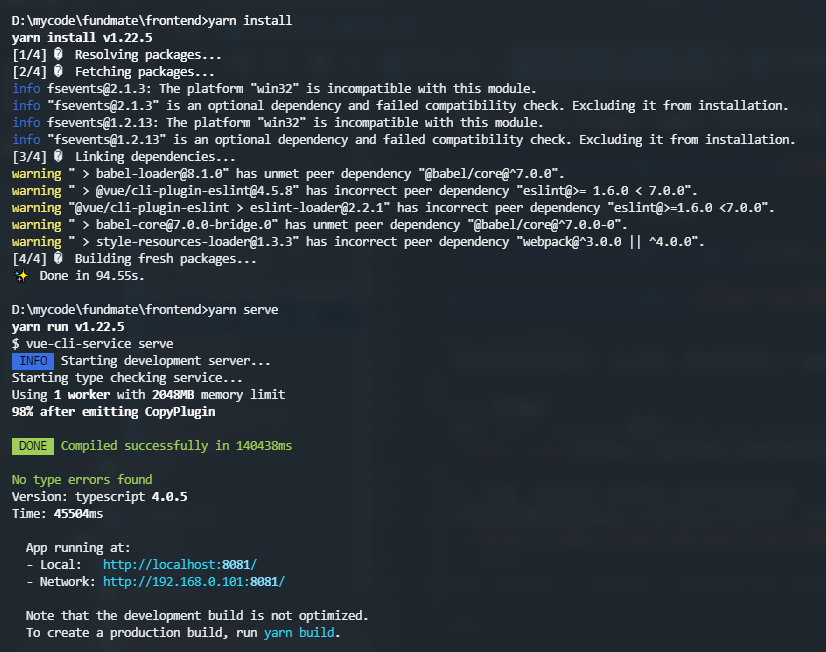 D:\mycode\fundmate\frontend>yarn install
yarn install v1.22.5
[1/4] � Resolving packages...
[2/4] � Fetching packages...
info fsevents@2.1.3: The platform "win32" is incompatible with this module.
info "fsevents@2.1.3" is an optional dependency and failed compatibility check. Excluding it from installation.
info fsevents@1.2.13: The platform "win32" is incompatible with this module.
info "fsevents@1.2.13" is an optional dependency and failed compatibility check. Excluding it from installation.
[3/4] � Linking dependencies...
warning " > babel-loader@8.1.0" has unmet peer dependency "@babel/core@^7.0.0".
warning " > @vue/cli-plugin-eslint@4.5.8" has incorrect peer dependency "eslint@>= 1.6.0 < 7.0.0".
warning "@vue/cli-plugin-eslint > eslint-loader@2.2.1" has incorrect peer dependency "eslint@>=1.6.0 <7.0.0".
warning " > babel-core@7.0.0-bridge.0" has unmet peer dependency "@babel/core@^7.0.0-0".
warning " > style-resources-loader@1.3.3" has incorrect peer dependency "webpack@^3.0.0 || ^4.0.0".
[4/4] � Building fresh packages...
✨ Done in 94.55s.
D:\mycode\fundmate\frontend>yarn serve
yarn run v1.22.5
$ vue-cli-service serve
INFO Starting development server...
Starting type checking service...
Using 1 worker with 2048MB memory limit
98% after emitting CopyPlugin
DONE Compiled successfully in 140438ms
No type errors found
Version: typescript 4.0.5
Time: 45504ms
App running at:
- Local: http://localhost:8081/
- Network: http://192.168.0.101:8081/
Note that the development build is not optimized.
To create a production build, run yarn build.